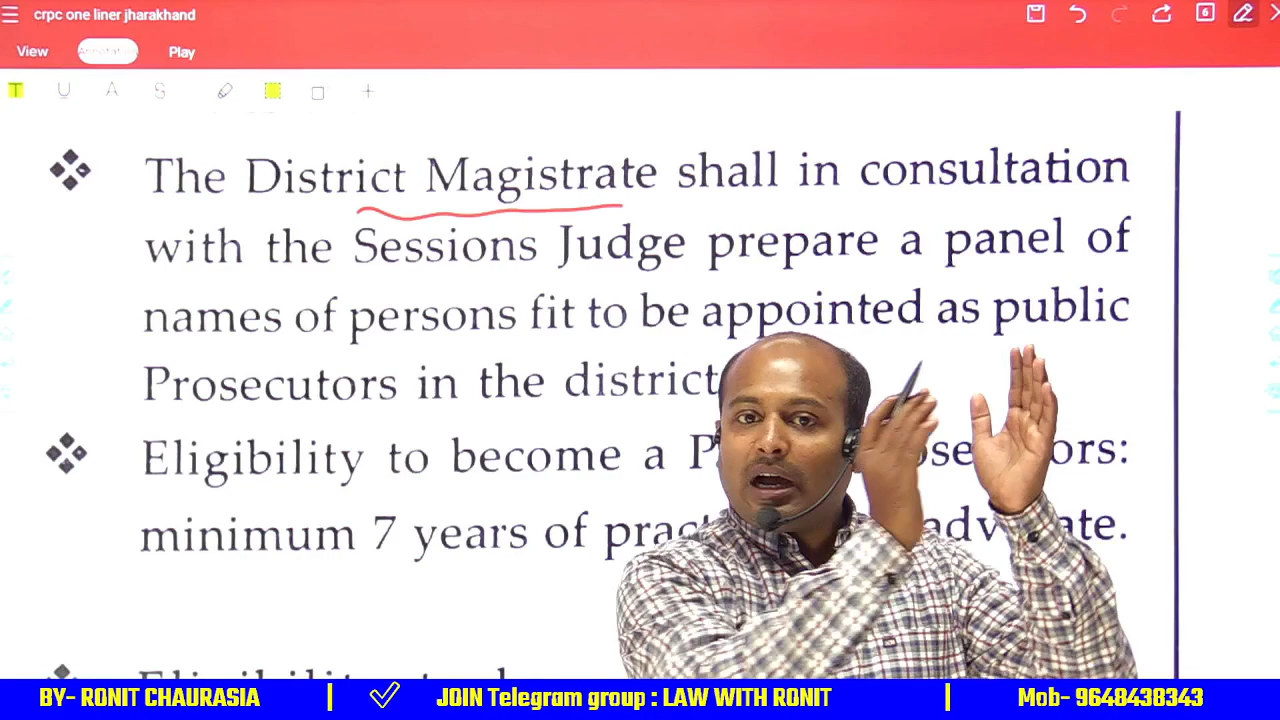 crpc one liner jharakhand
6
View
Play
T U A S
The District Magistrate shall in consultation
with the Sessions Judge prepare a panel of
names of persons fit to be appointed as public
Prosecutors in the district
Eligibility to become a
minimum 7 years of
BY- RONIT CHAURASIA | JOIN Telegram group : LAW WITH RONIT | Mob- 9648438343